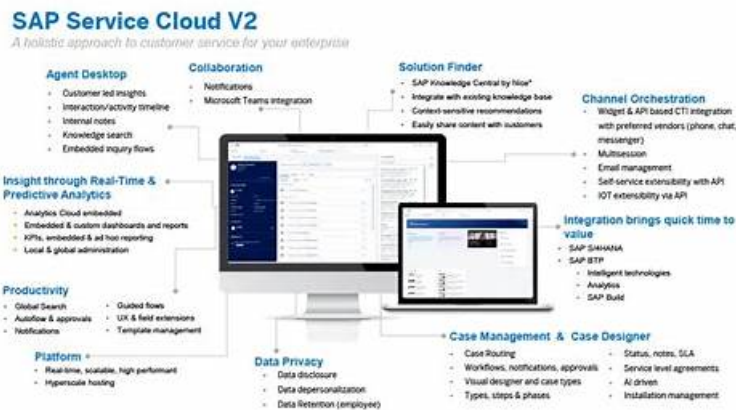 SAP Service Cloud V2
A holistic approach to customer service for your enterprise
Agent Desktop
Customer led insights
Interaction/activity timeline
Internal notes
Knowledge search
Embedded inquiry flows
Collaboration
Notifications
Microsoft Teams integration
Solution Finder
SAP Knowledge Central by Nice*
Integrate with existing knowledge base
Context-sensitive recommendations
Easily share content with customers
Channel Orchestration
Widget & API based CTI integration
with preferred vendors (phone, chat,
messenger)
Multisession
Email management
Self-service extensibility with API
IOT extensibility via API
Insight through Real-Time &
Predictive Analytics
Analytics Cloud embedded
Embedded & custom dashboards and reports
KPIs, embedded & ad hoc reporting
Local & global administration
Integration brings quick time to
value
SAP S/4HANA
SAP BTP
Intelligent technologies
Analytics
SAP Build
Productivity
Global Search
Autoflow & approvals
Notifications
Guided flows
UX & field extensions
Template management
Platform
Real-time, scalable, high performant
Hyperscale hosting
Data Privacy
Data disclosure
Data depersonalization
Data Retention (employee)
Case Management & Case Designer
Case Routing
Workflows, notifications, approvals
Visual designer and case types
Types, steps & phases
Status, notes, SLA
Service level agreements
AI driven
Installation management